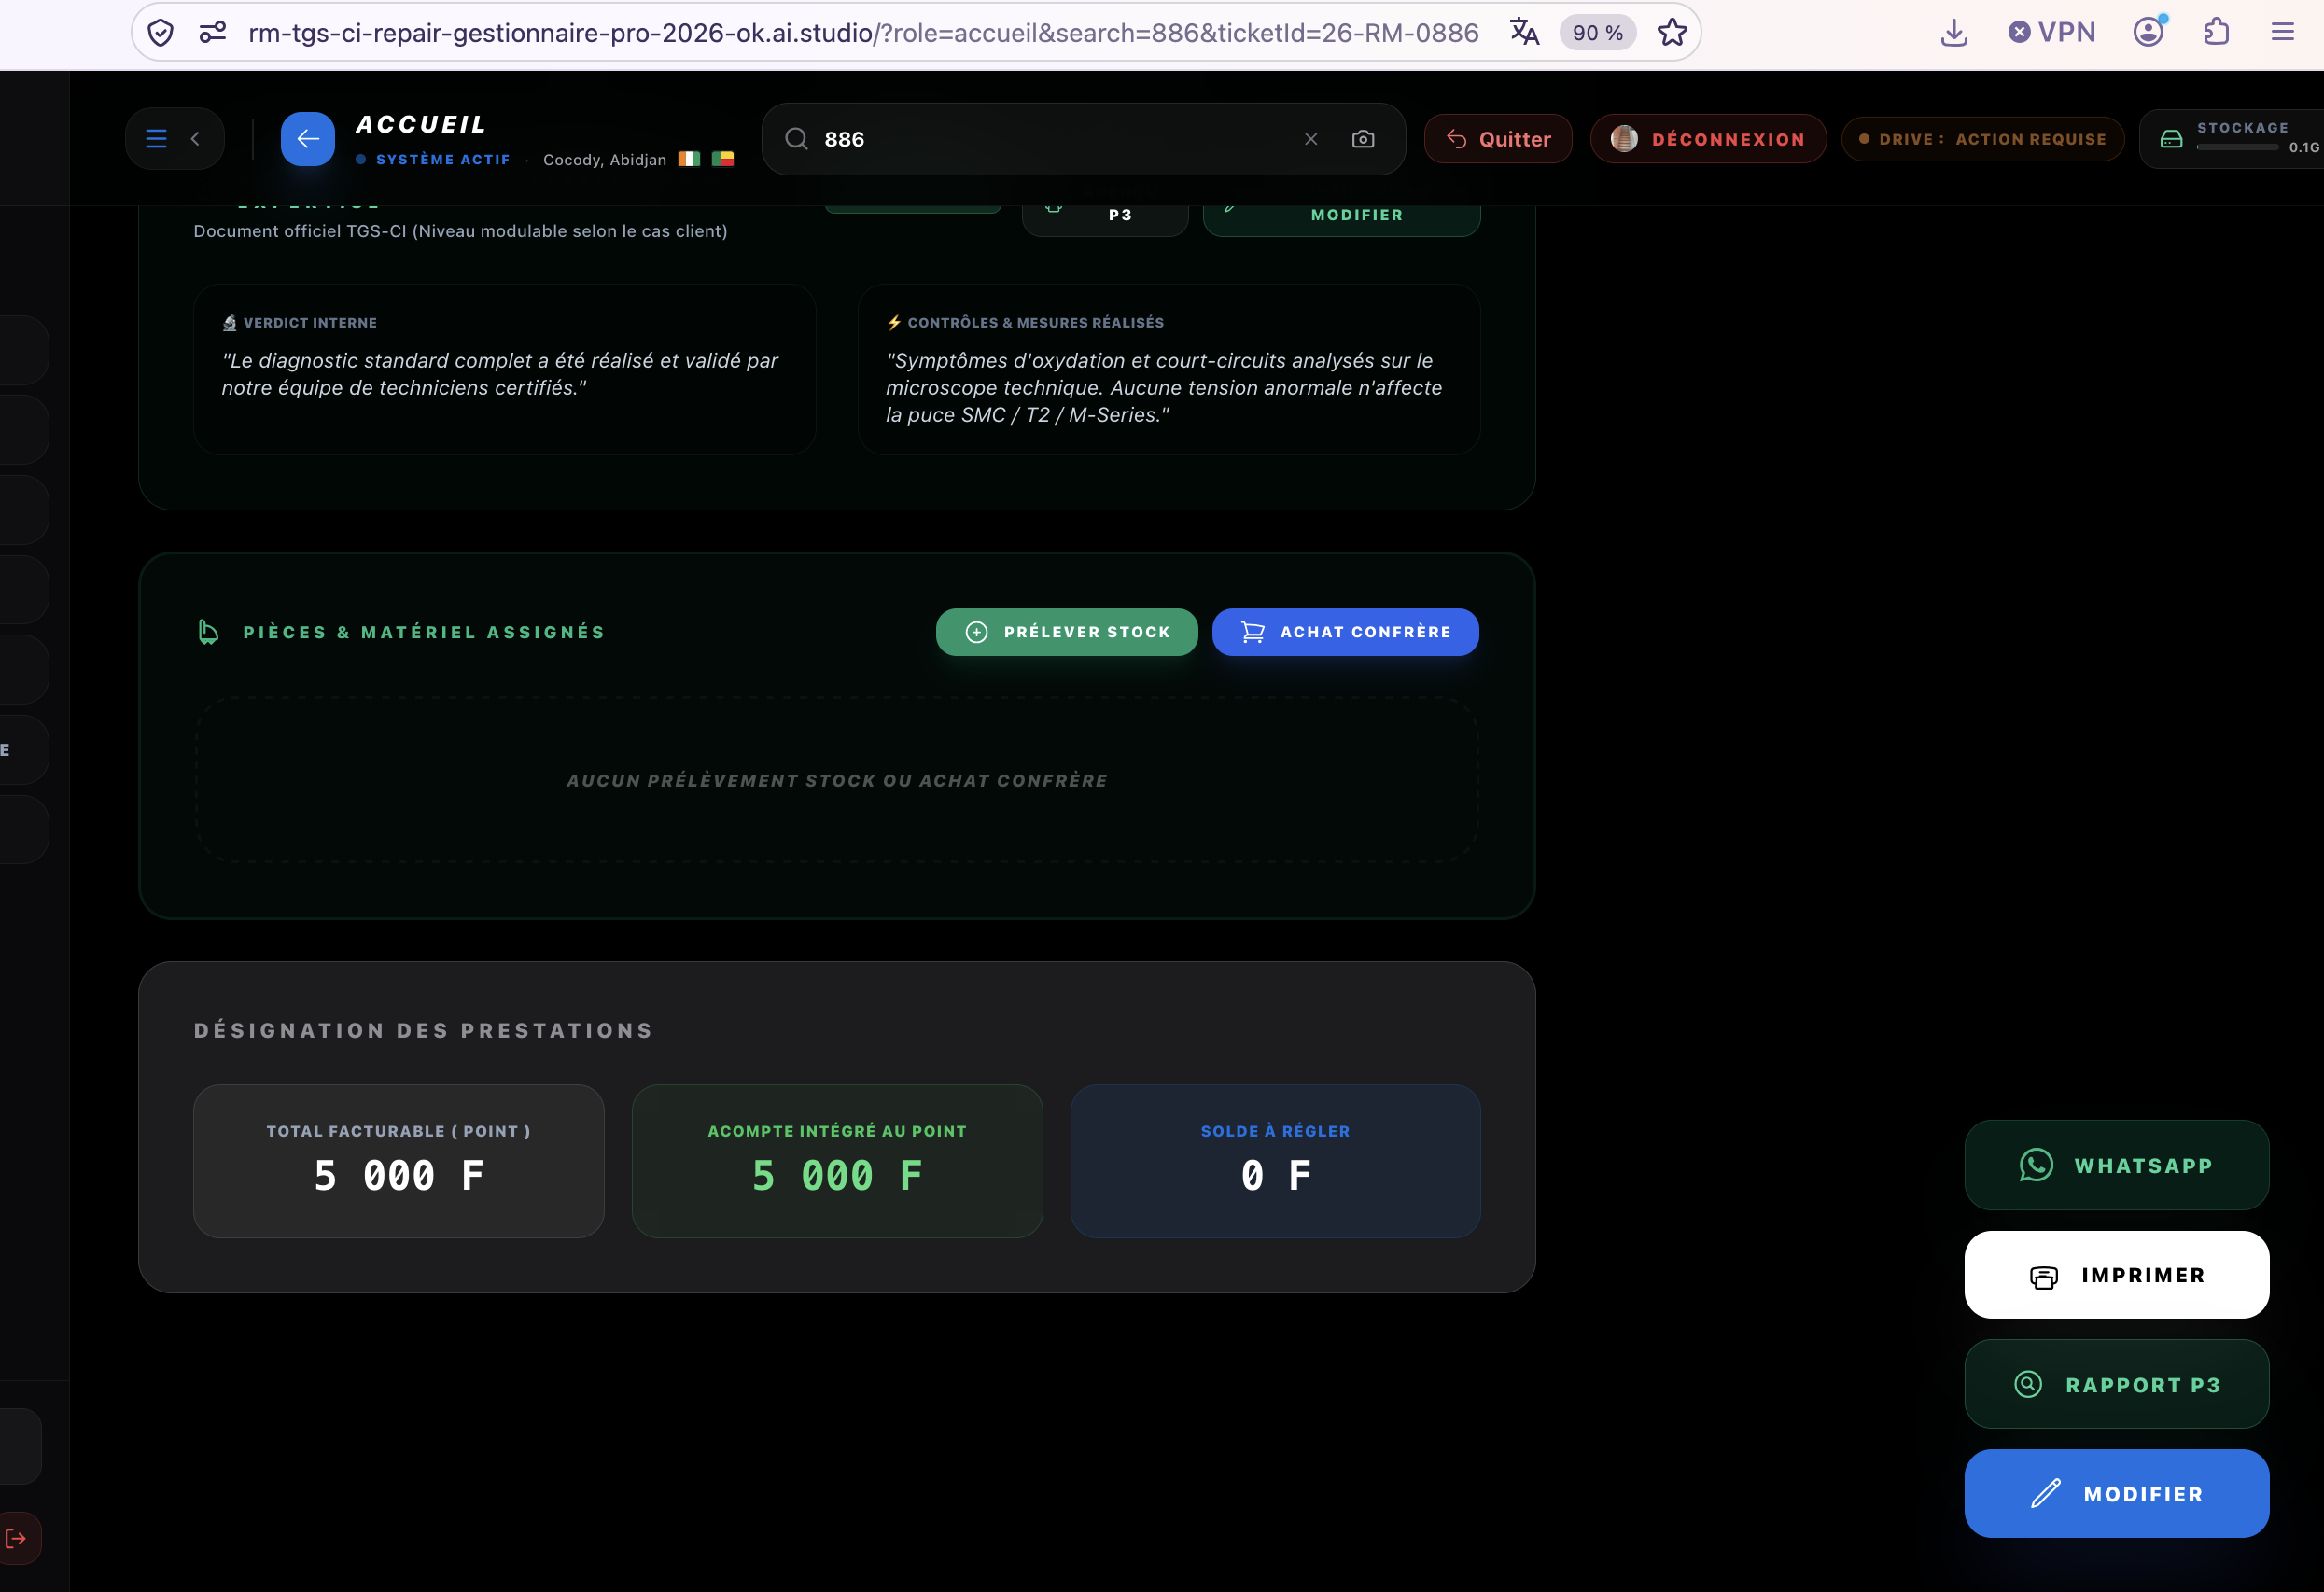 rm-tgs-ci-repair-gestionnaire-pro-2026-ok.ai.studio/?role=accueil&search=886&ticketId=26-RM-0886
90 %
VPN
ACCUEIL
SYSTÈME ACTIF · Cocody, Abidjan
886
Quitter
DÉCONNEXION
DRIVE : ACTION REQUISE
STOCKAGE
0.1G
EXPERTISE
Document officiel TGS-CI (Niveau modulable selon le cas client)
P3
MODIFIER
VERDICT INTERNE
"Le diagnostic standard complet a été réalisé et validé par
notre équipe de techniciens certifiés."
CONTRÔLES & MESURES RÉALISÉS
"Symptômes d'oxydation et court-circuits analysés sur le
microscope technique. Aucune tension anormale n'affecte
la puce SMC / T2 / M-Series."
PIÈCES & MATÉRIEL ASSIGNÉS
PRÉLEVER STOCK
ACHAT CONFRÈRE
E
AUCUN PRÉLÈVEMENT STOCK OU ACHAT CONFRÈRE
DÉSIGNATION DES PRESTATIONS
TOTAL FACTURABLE ( POINT )
5 000 F
ACOMPTE INTÉGRÉ AU POINT
5 000 F
SOLDE À RÉGLER
0 F
WHATSAPP
IMPRIMER
RAPPORT P3
MODIFIER